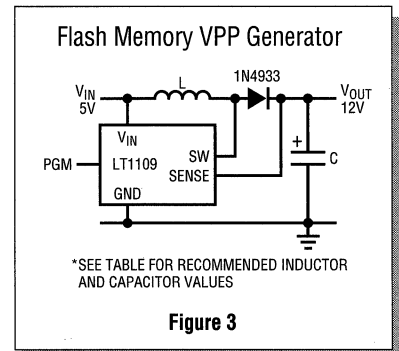 Flash Memory VPP Generator
L
1N4933
VIN
5V
VOUT
12V
VIN
PGM
LT1109
SW
SENSE
GND
+
C
*SEE TABLE FOR RECOMMENDED INDUCTOR
AND CAPACITOR VALUES
Figure 3